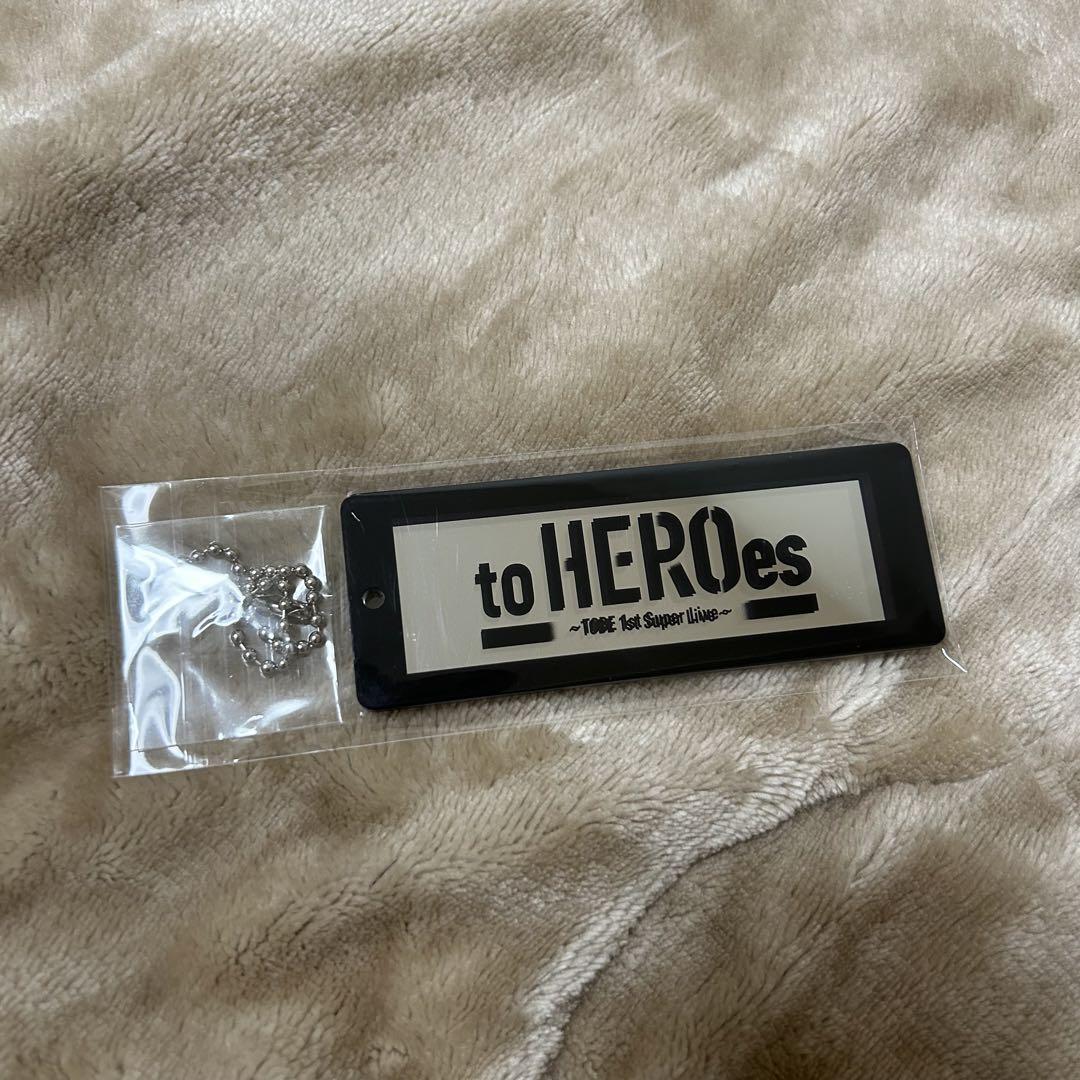 to HEROes
~TOBE 1st Super Live~